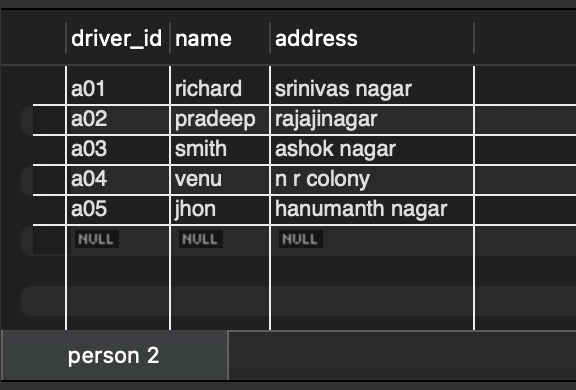 driver_id name address
a01 richard srinivas nagar
a02 pradeep rajajinagar
a03 smith ashok nagar
a04 venu n r colony
a05 jhon hanumanth nagar
NULL NULL NULL
person 2